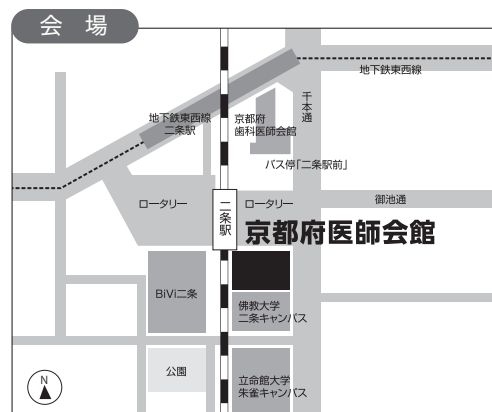 会 場
地下鉄東西線
千本通
地下鉄東西線
二条駅
京都府
歯科医師会館
バス停「二条駅前」
ロータリー
二条駅
ロータリー
御池通
京都府医師会館
BiVi二条
佛教大学
二条キャンパス
公園
立命館大学
朱雀キャンパス
N